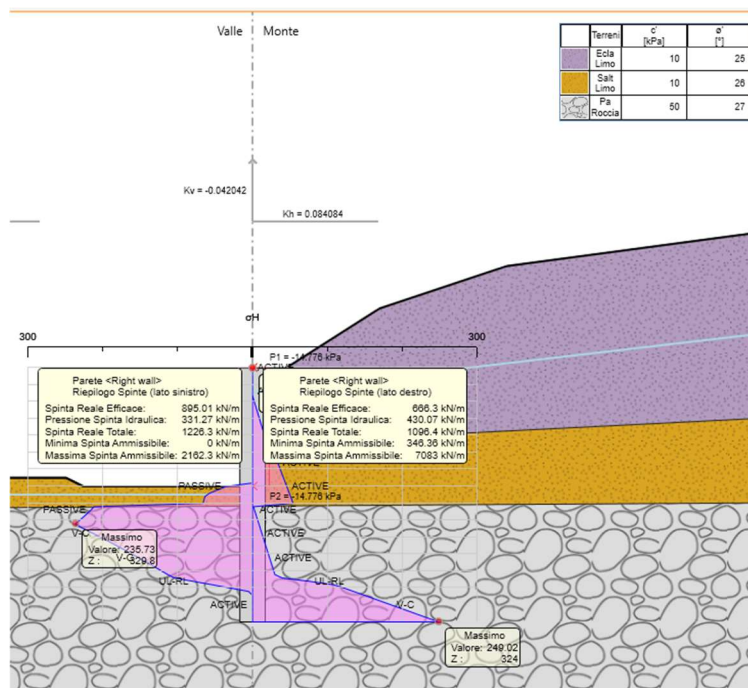 Valle Monte
Terreni c' [kPa] ø' [°]
Ecla Limo 10 25
Salt Limo 10 26
Pa Roccia 50 27
Kv = -0.042042
Kh = 0.084084
σH
300 300
P1 = -14.776 kPa
ACTIVE
Parete <Right wall>
Riepilogo Spinte (lato sinistro)
Spinta Reale Efficace: 895.01 kN/m
Pressione Spinta Idraulica: 331.27 kN/m
Spinta Reale Totale: 1226.3 kN/m
Minima Spinta Ammissibile: 0 kN/m
Massima Spinta Ammissibile: 2162.3 kN/m
Parete <Right wall>
Riepilogo Spinte (lato destro)
Spinta Reale Efficace: 666.3 kN/m
Pressione Spinta Idraulica: 430.07 kN/m
Spinta Reale Totale: 1096.4 kN/m
Minima Spinta Ammissibile: 346.36 kN/m
Massima Spinta Ammissibile: 7083 kN/m
ACTIVE
PASSIVE ACTIVE
P2 = -14.776 kPa
PASSIVE ACTIVE
V-C
ACTIVE
Massimo
Valore: 235.73
Z : 329.8
V-C
ACTIVE
UL-RL UL-RL
ACTIVE V-C
Massimo
Valore: 249.02
Z : 324